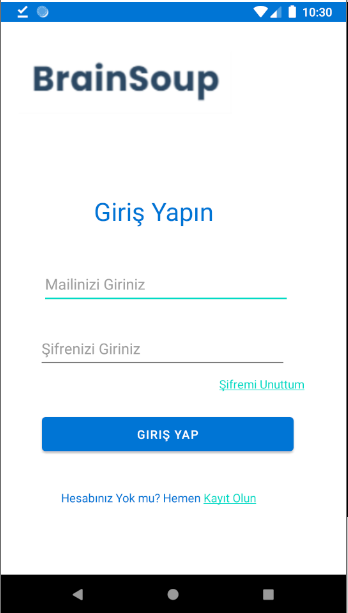 10:30
BrainSoup
Giriş Yapın
Mailinizi Giriniz
Şifrenizi Giriniz
Şifremi Unuttum
GIRIŞ YAP
Hesabınız Yok mu? Hemen Kayıt Olun